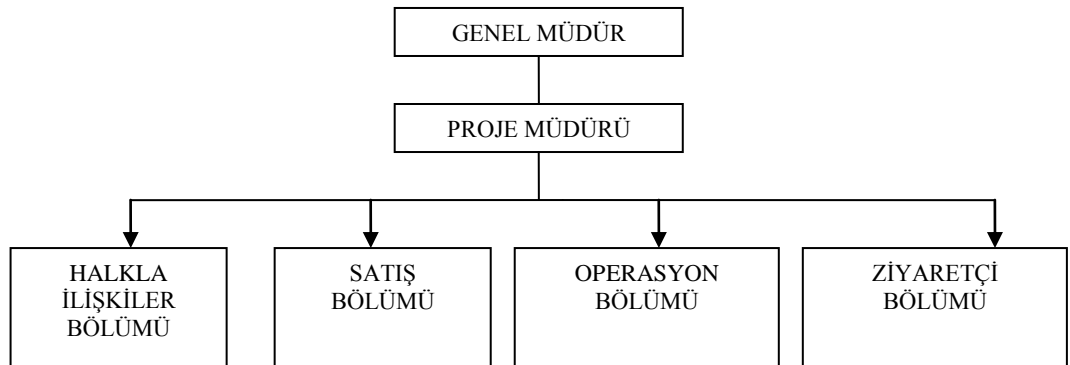 GENEL MÜDÜR
PROJE MÜDÜRÜ
HALKLA
İLİŞKİLER
BÖLÜMÜ
SATIŞ
BÖLÜMÜ
OPERASYON
BÖLÜMÜ
ZİYARETÇİ
BÖLÜMÜ